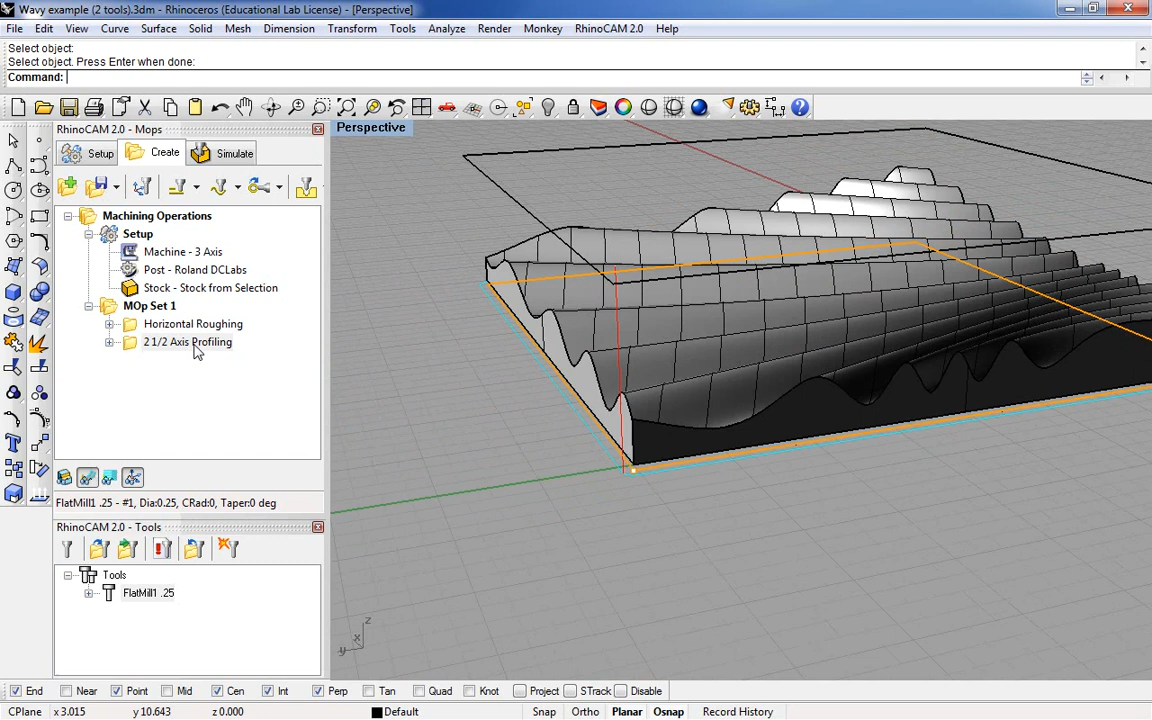 Wavy example (2 tools).3dm - Rhinoceros (Educational Lab License) - [Perspective]
File Edit View Curve Surface Solid Mesh Dimension Transform Tools Analyze Render Monkey RhinoCAM 2.0 Help
Select object:
Select object. Press Enter when done:
Command:
RhinoCAM 2.0 - Mops
Perspective
Setup Create Simulate
Machining Operations
Setup
Machine - 3 Axis
Post - Roland DCLabs
Stock - Stock from Selection
MOp Set 1
Horizontal Roughing
2 1/2 Axis Profiling
FlatMill1 .25 - #1, Dia:0.25, CRad:0, Taper:0 deg
RhinoCAM 2.0 - Tools
Tools
FlatMill1 .25
z
x
y
End Near Point Mid Cen Int Perp Tan Quad Knot Project STrack Disable
CPlane x 3.015 y 10.643 z 0.000 Default Snap Ortho Planar Osnap Record History